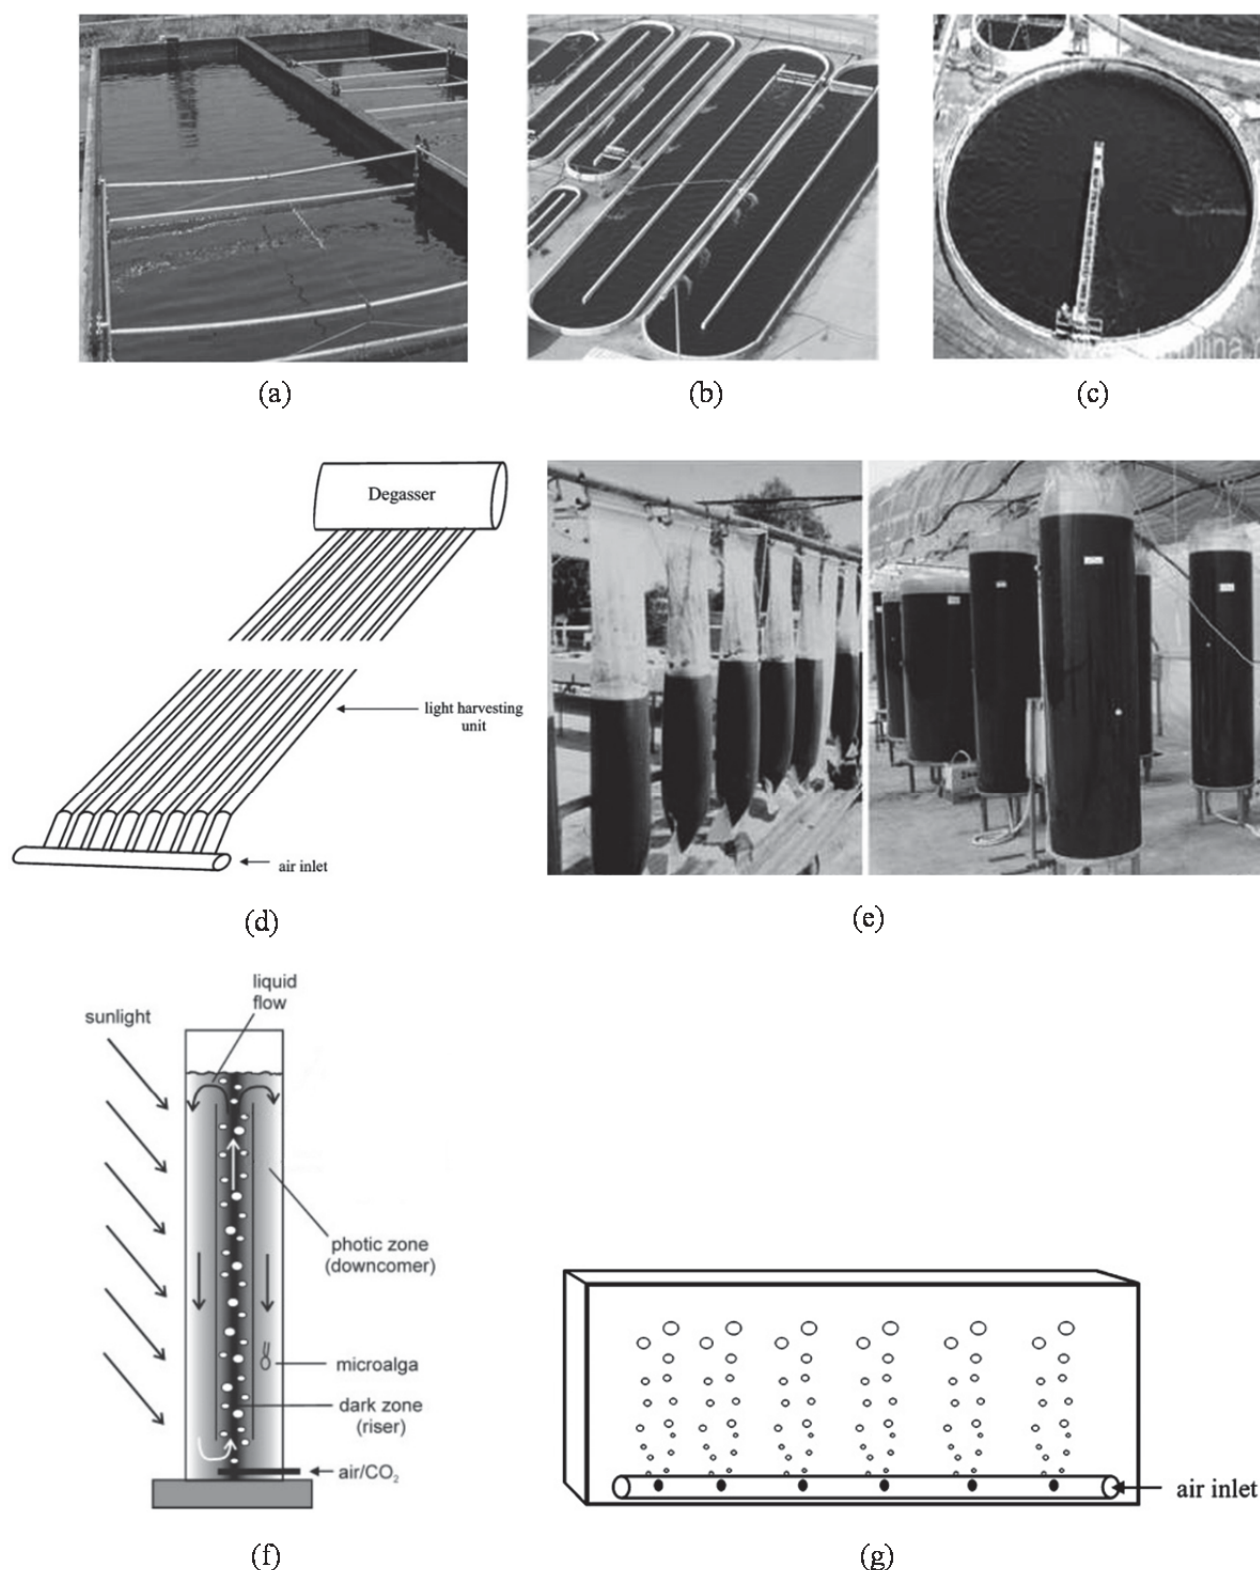 (a)
(b)
(c)
Degasser
light harvesting
unit
air inlet
(d)
(e)
liquid
flow
sunlight
photic zone
(downcomer)
microalga
dark zone
(riser)
air/CO₂
air inlet
(f)
(g)